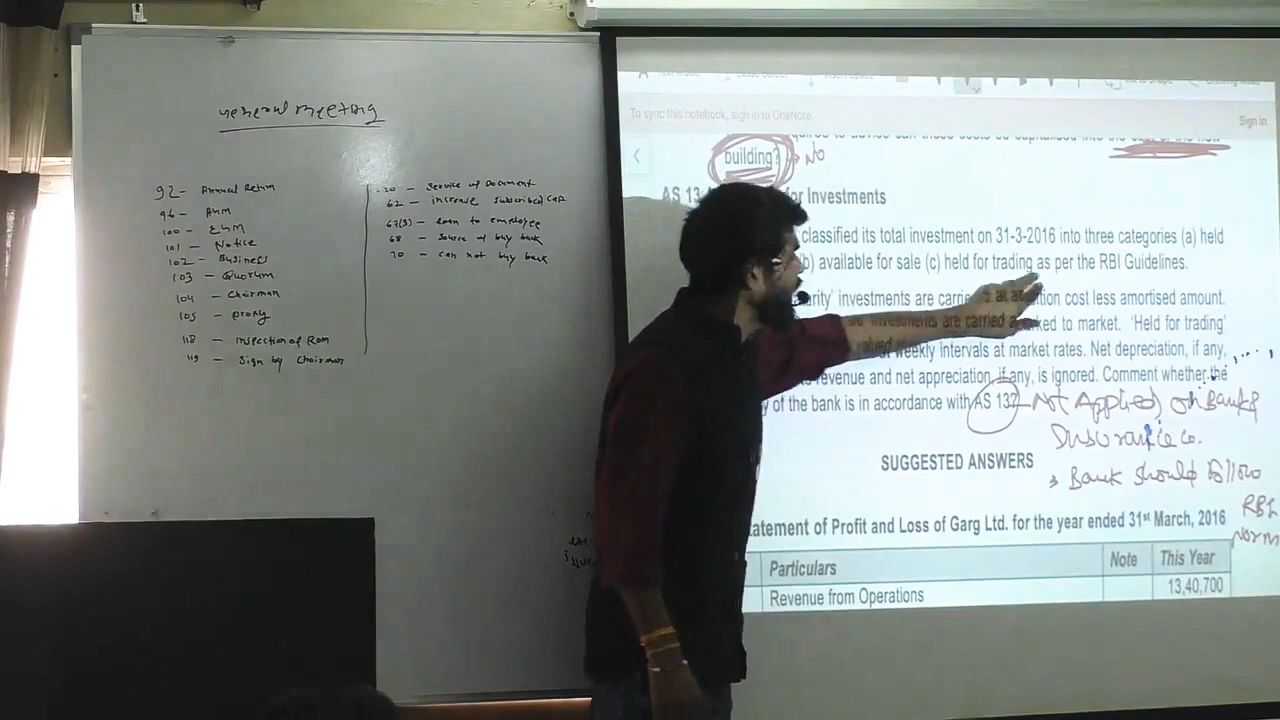 General meeting
92 - Annual Return
96 - AGM
100 - EGM
101 - Notice
102 - Business
103 - Quorum
104 - Chairman
105 - proxy
118 - Inspection of
119 - Sign by Chairman
20 - Service of Document
62 - increase subscribed cap
67(3) - loan to employee
68 - Source of buy back
70 - can not buy back
To sync this notebook, sign in to OneNote.
Sign in
building? No
AS 13 for Investments
classified its total investment on 31-3-2016 into three categories (a) held
(b) available for sale (c) held for trading as per the RBI Guidelines.
investments are carried at cost less amortised amount.
investments are carried to market. 'Held for trading'
weekly intervals at market rates. Net depreciation, if any,
revenue and net appreciation, if any, is ignored. Comment whether the
of the bank is in accordance with AS 13? Not Applied on Bank &
Insurance Co.
Bank should follow
RBI
Norm
SUGGESTED ANSWERS
Statement of Profit and Loss of Garg Ltd. for the year ended 31st March, 2016
Particulars Note This Year
Revenue from Operations 13,40,700